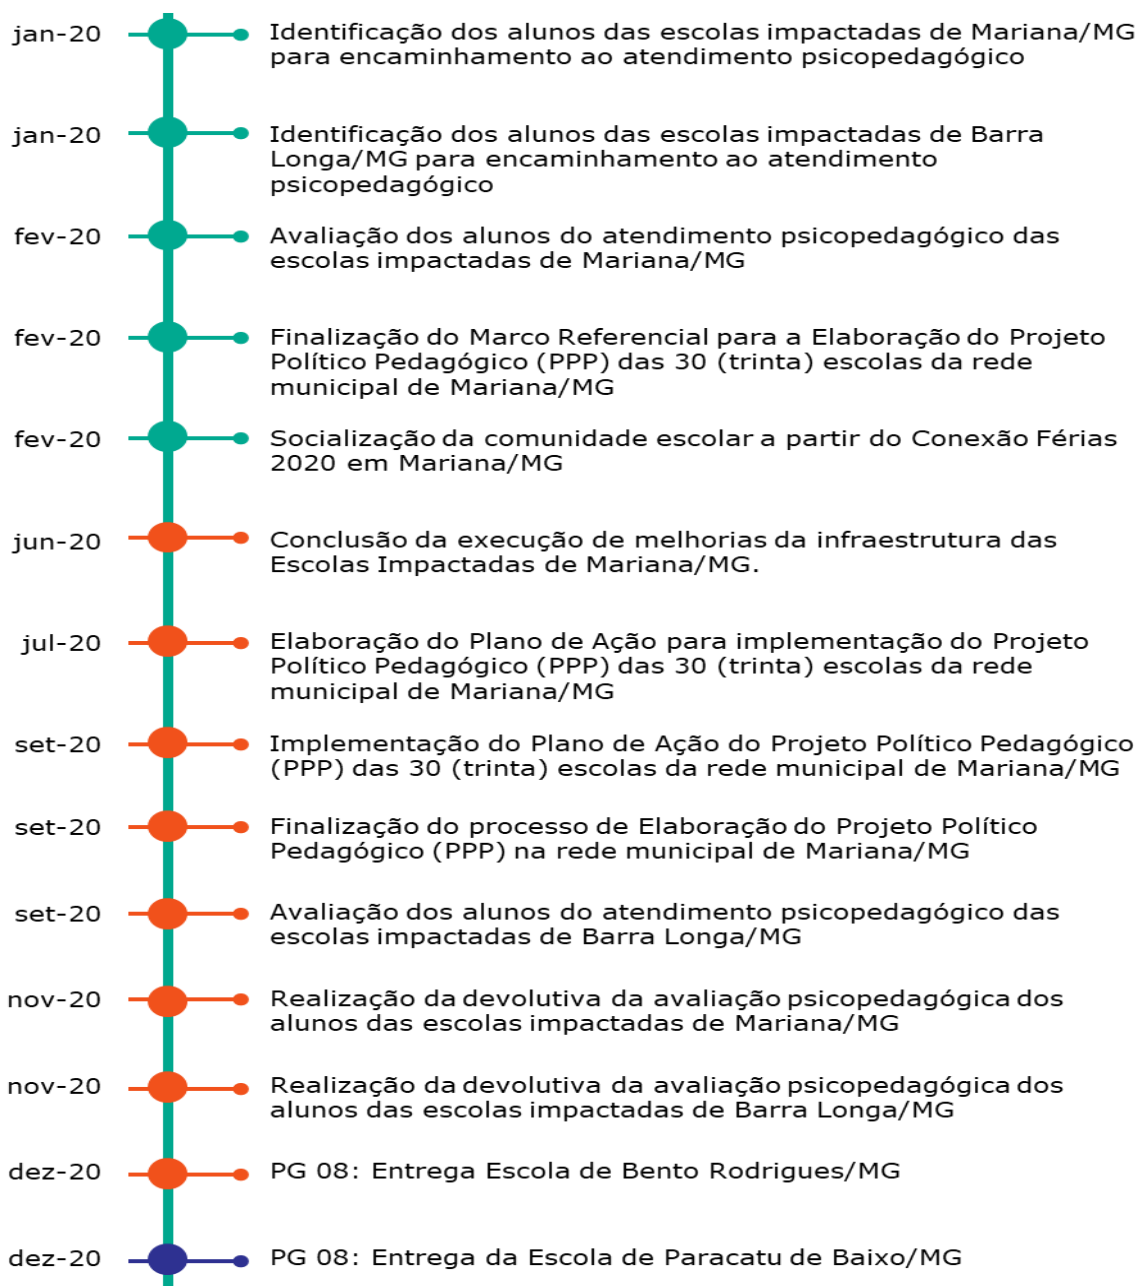 jan-20
Identificação dos alunos das escolas impactadas de Mariana/MG
para encaminhamento ao atendimento psicopedagógico
jan-20
Identificação dos alunos das escolas impactadas de Barra
Longa/MG para encaminhamento ao atendimento
psicopedagógico
fev-20
Avaliação dos alunos do atendimento psicopedagógico das
escolas impactadas de Mariana/MG
fev-20
Finalização do Marco Referencial para a Elaboração do Projeto
Político Pedagógico (PPP) das 30 (trinta) escolas da rede
municipal de Mariana/MG
fev-20
Socialização da comunidade escolar a partir do Conexão Férias
2020 em Mariana/MG
jun-20
Conclusão da execução de melhorias da infraestrutura das
Escolas Impactadas de Mariana/MG.
jul-20
Elaboração do Plano de Ação para implementação do Projeto
Político Pedagógico (PPP) das 30 (trinta) escolas da rede
municipal de Mariana/MG
set-20
Implementação do Plano de Ação do Projeto Político Pedagógico
(PPP) das 30 (trinta) escolas da rede municipal de Mariana/MG
set-20
Finalização do processo de Elaboração do Projeto Político
Pedagógico (PPP) na rede municipal de Mariana/MG
set-20
Avaliação dos alunos do atendimento psicopedagógico das
escolas impactadas de Barra Longa/MG
nov-20
Realização da devolutiva da avaliação psicopedagógica dos
alunos das escolas impactadas de Mariana/MG
nov-20
Realização da devolutiva da avaliação psicopedagógica dos
alunos das escolas impactadas de Barra Longa/MG
dez-20
PG 08: Entrega Escola de Bento Rodrigues/MG
dez-20
PG 08: Entrega da Escola de Paracatu de Baixo/MG